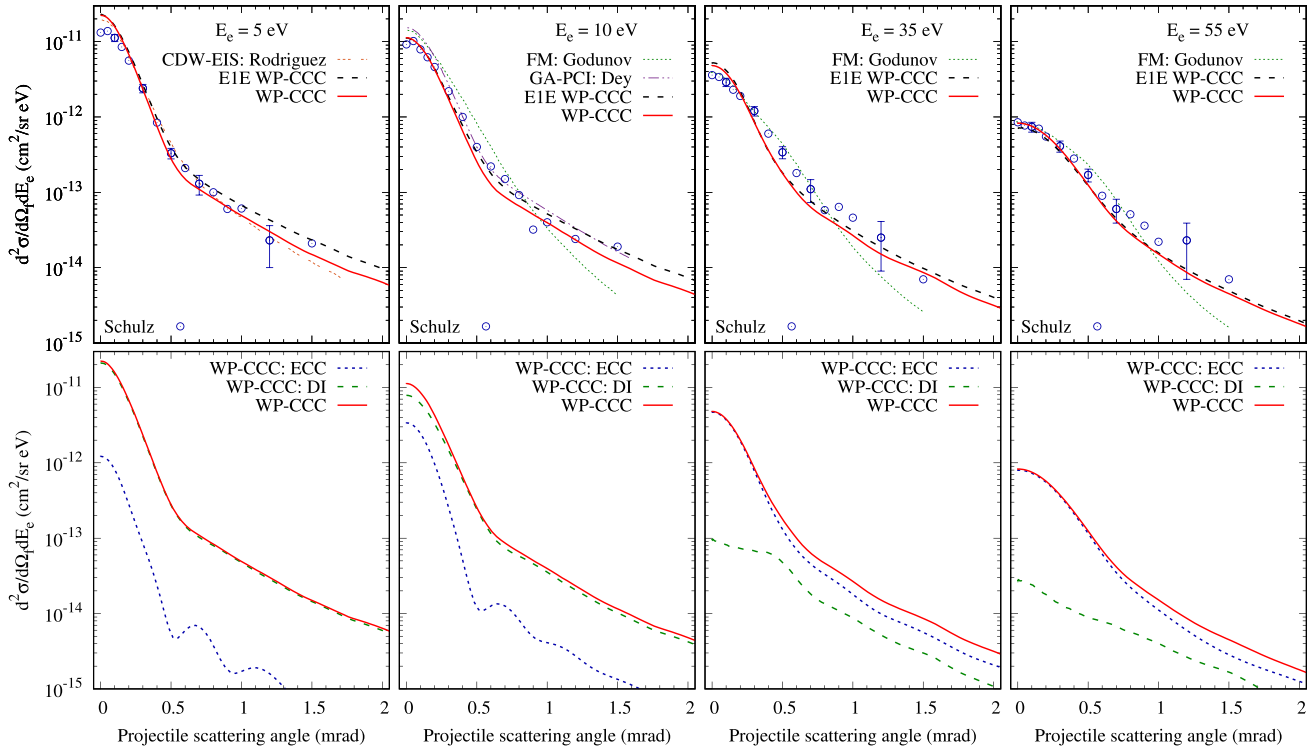 E_e = 5 eV
CDW-EIS: Rodriguez
E1E WP-CCC
WP-CCC
Schulz
10^-11
10^-12
10^-13
10^-14
10^-15
d²σ/dΩ_f dE_e (cm²/sr eV)
E_e = 10 eV
FM: Godunov
GA-PCI: Dey
E1E WP-CCC
WP-CCC
Schulz
E_e = 35 eV
FM: Godunov
E1E WP-CCC
WP-CCC
Schulz
E_e = 55 eV
FM: Godunov
E1E WP-CCC
WP-CCC
Schulz
WP-CCC: ECC
WP-CCC: DI
WP-CCC
10^-11
10^-12
10^-13
10^-14
10^-15
d²σ/dΩ_f dE_e (cm²/sr eV)
WP-CCC: ECC
WP-CCC: DI
WP-CCC
WP-CCC: ECC
WP-CCC: DI
WP-CCC
WP-CCC: ECC
WP-CCC: DI
WP-CCC
0 0.5 1 1.5 2
0 0.5 1 1.5 2
0 0.5 1 1.5 2
0 0.5 1 1.5 2
Projectile scattering angle (mrad)
Projectile scattering angle (mrad)
Projectile scattering angle (mrad)
Projectile scattering angle (mrad)